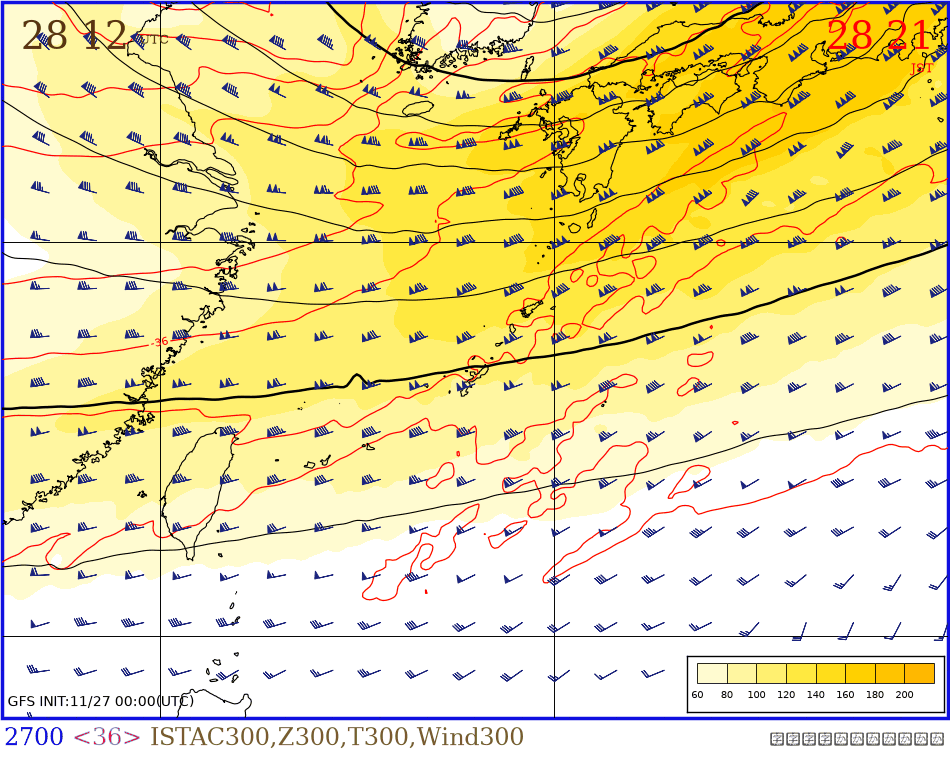 28 12 UTC
28 21
JST
-36
60 80 100 120 140 160 180 200
GFS INIT:11/27 00:00(UTC)
2700 <36> ISTAC300,Z300,T300,Wind300